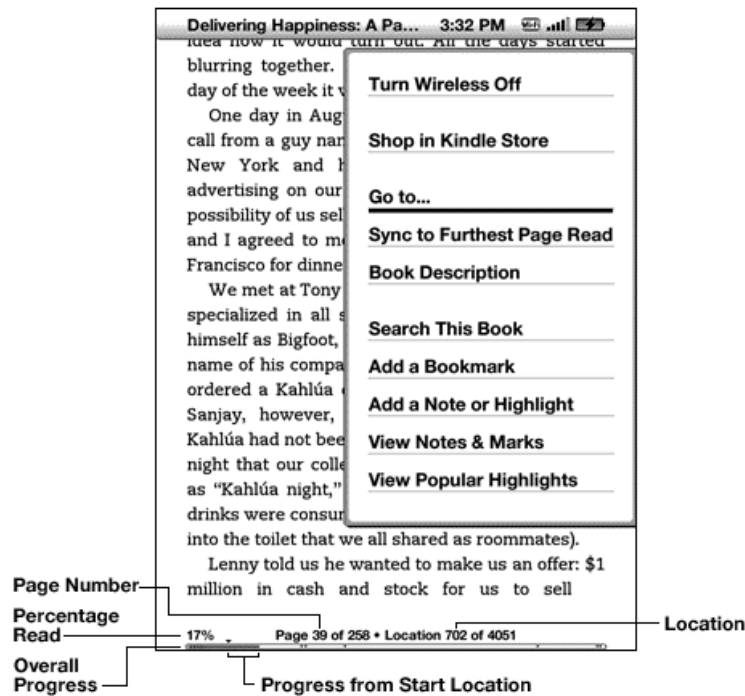 Delivering Happiness: A Pa... 3:32 PM Wi-Fi
idea how it would turn out. All the days started
blurring together.
day of the week it
One day in Aug
call from a guy nar
New York and h
advertising on our
possibility of us sel
and I agreed to me
Francisco for dinne
We met at Tony
specialized in all s
himself as Bigfoot,
name of his compa
ordered a Kahlúa
Sanjay, however,
Kahlúa had not bee
night that our colle
as “Kahlúa night,”
drinks were consur
into the toilet that we all shared as roommates).
Lenny told us he wanted to make us an offer: $1
million in cash and stock for us to sell
Turn Wireless Off
Shop in Kindle Store
Go to...
Sync to Furthest Page Read
Book Description
Search This Book
Add a Bookmark
Add a Note or Highlight
View Notes & Marks
View Popular Highlights
17% Page 39 of 258 • Location 702 of 4051
Page Number
Percentage
Read
Overall
Progress
Progress from Start Location
Location